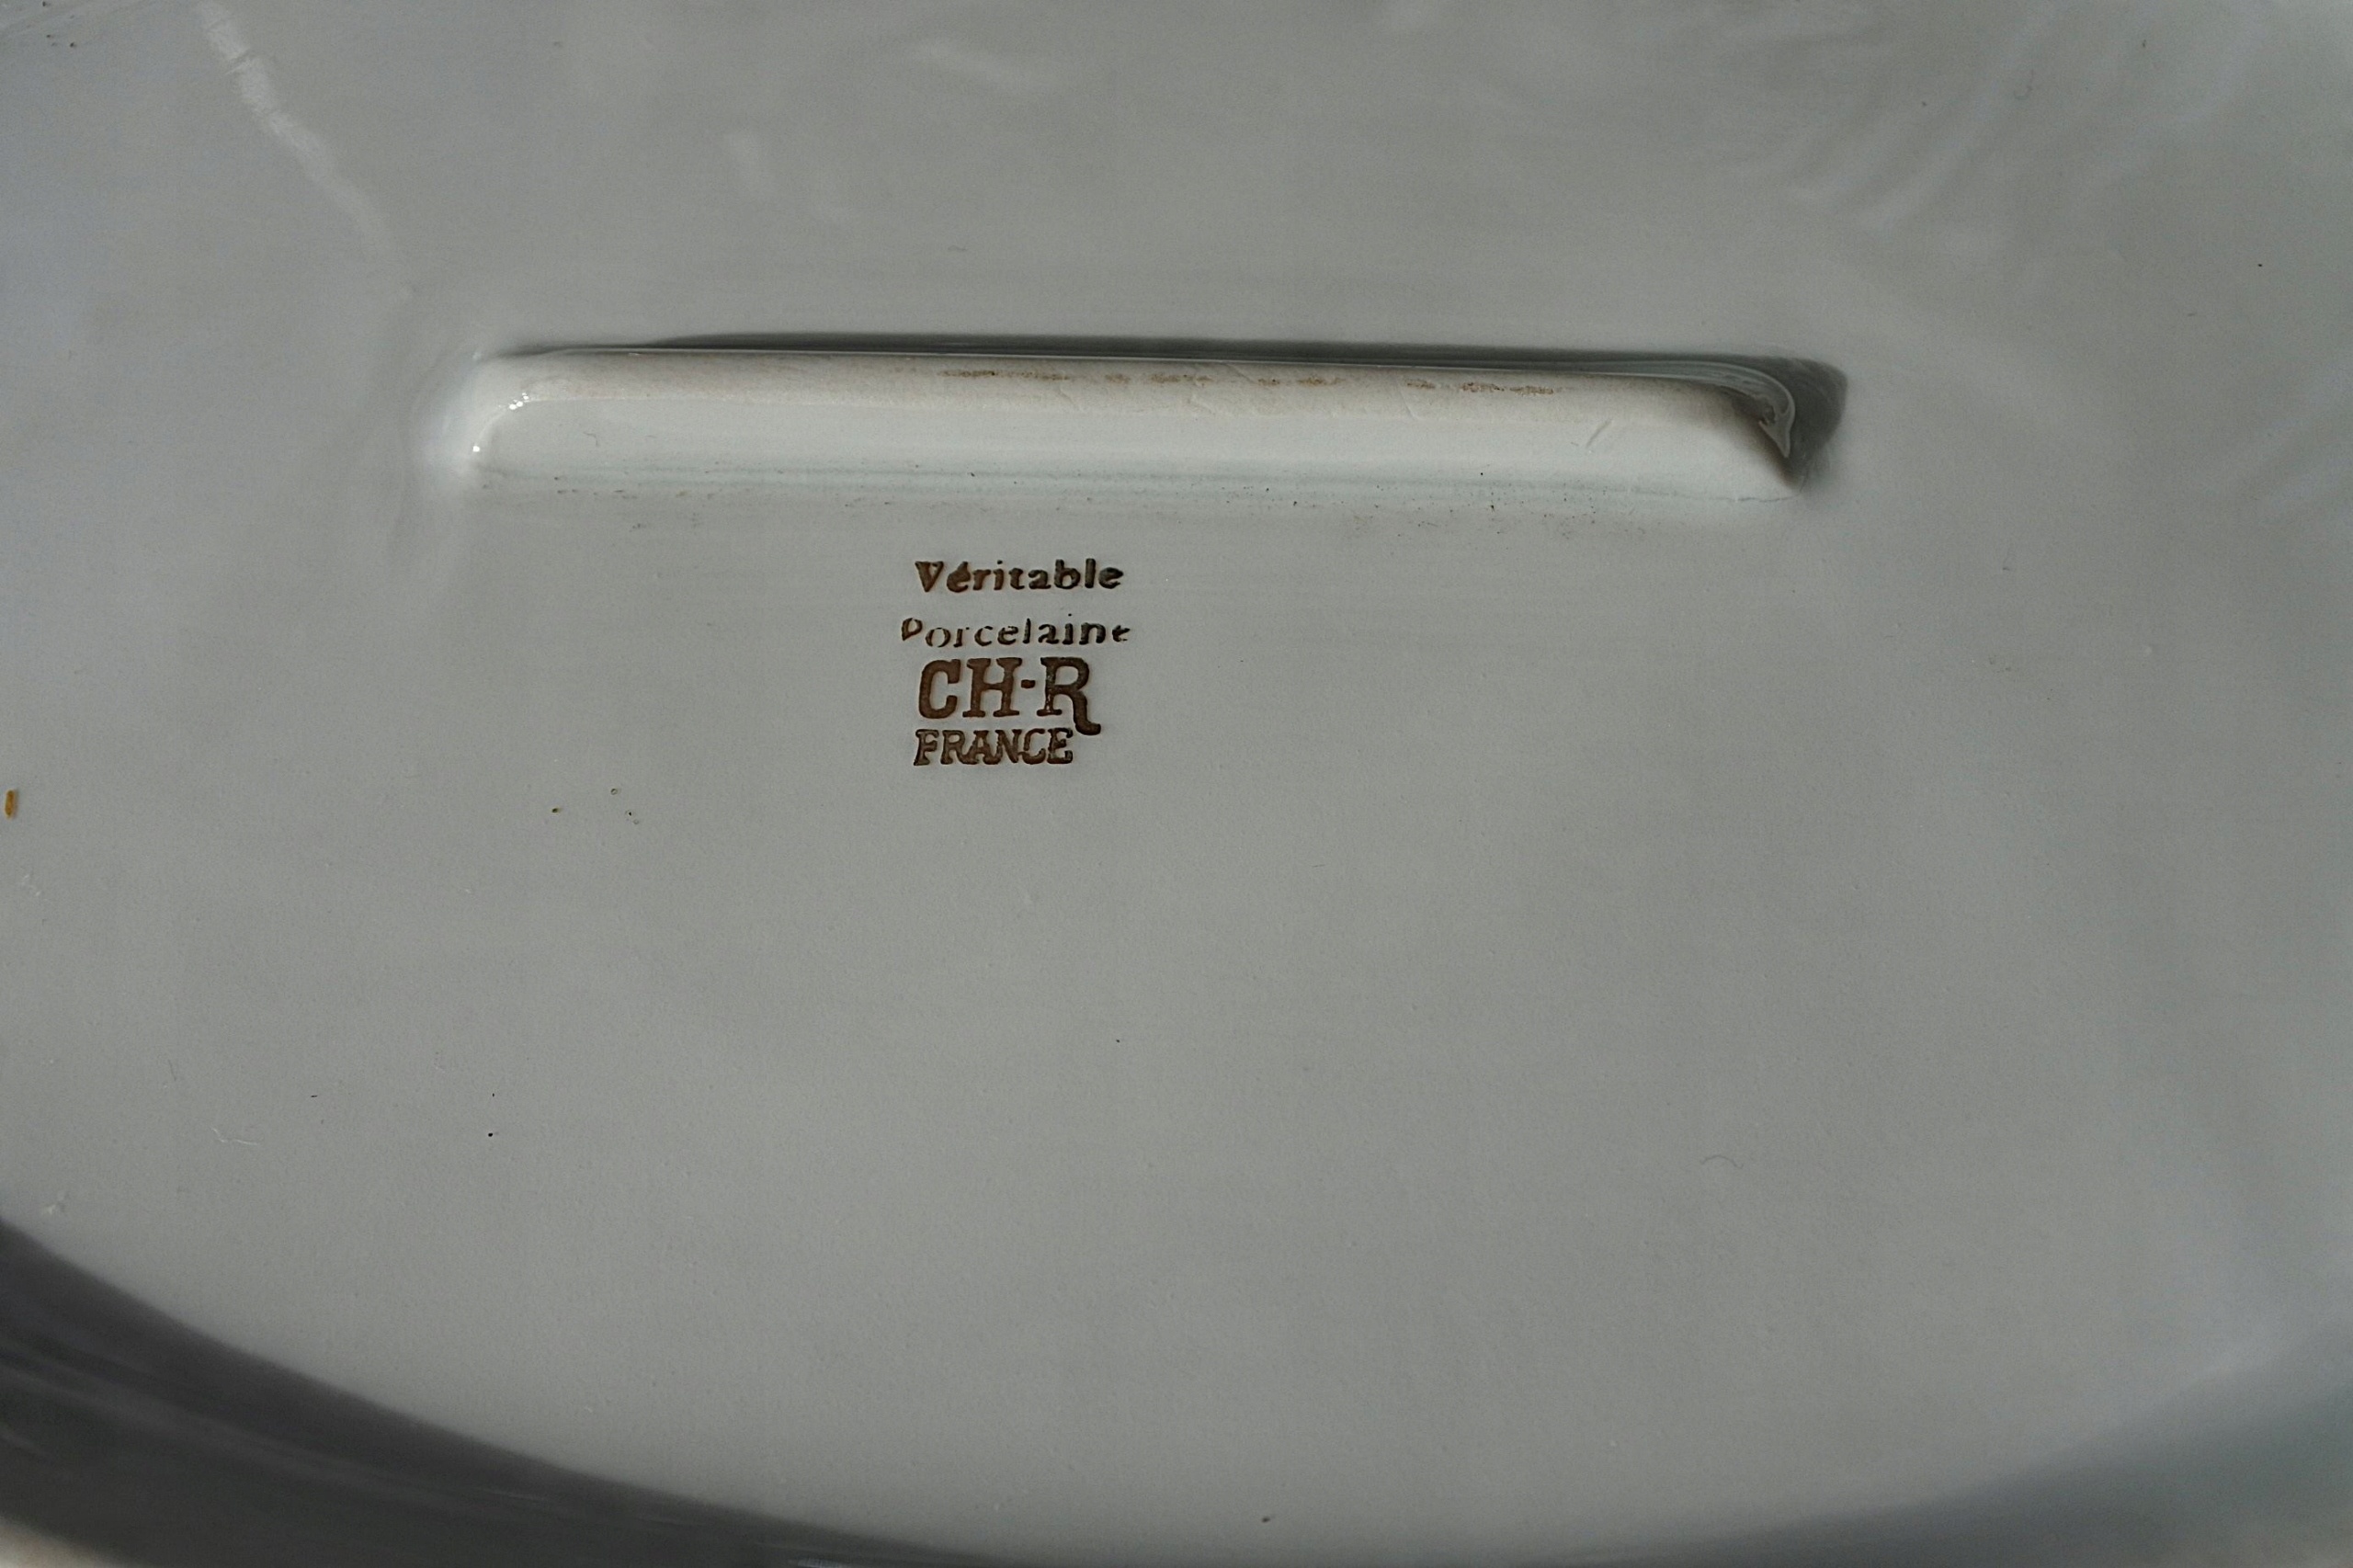 Véritable
Porcelaine
CH-R
FRANCE